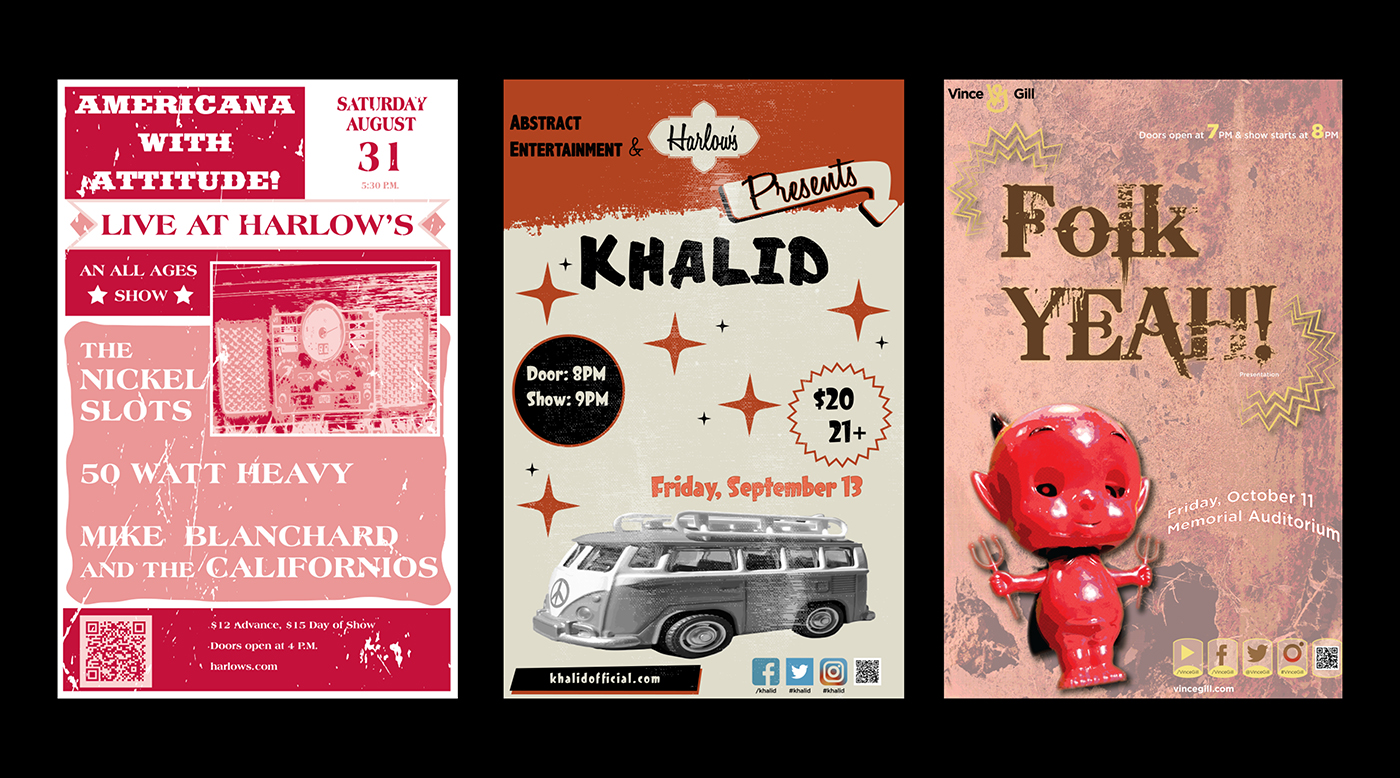 AMERICANA
WITH
ATTITUDE!
SATURDAY
AUGUST
31
5:30 P.M.
LIVE AT HARLOW'S
AN ALL AGES
SHOW
THE
NICKEL
SLOTS
50 WATT HEAVY
MIKE BLANCHARD
AND THE CALIFORNIOS
$12 Advance, $15 Day of Show
Doors open at 4 P.M.
harlows.com
ABSTRACT
ENTERTAINMENT &
Harlow's
Presents
KHALID
Door: 8PM
Show: 9PM
$20
21+
Friday, September 13
khalidofficial.com
/khalid #khalid #khalid
Vince Gill
Doors open at 7PM & show starts at 8PM
Folk
YEAH!
Presentation
Friday, October 11
Memorial Auditorium
/VinceGill /VinceGill @VinceGill #VinceGill
vincegill.com